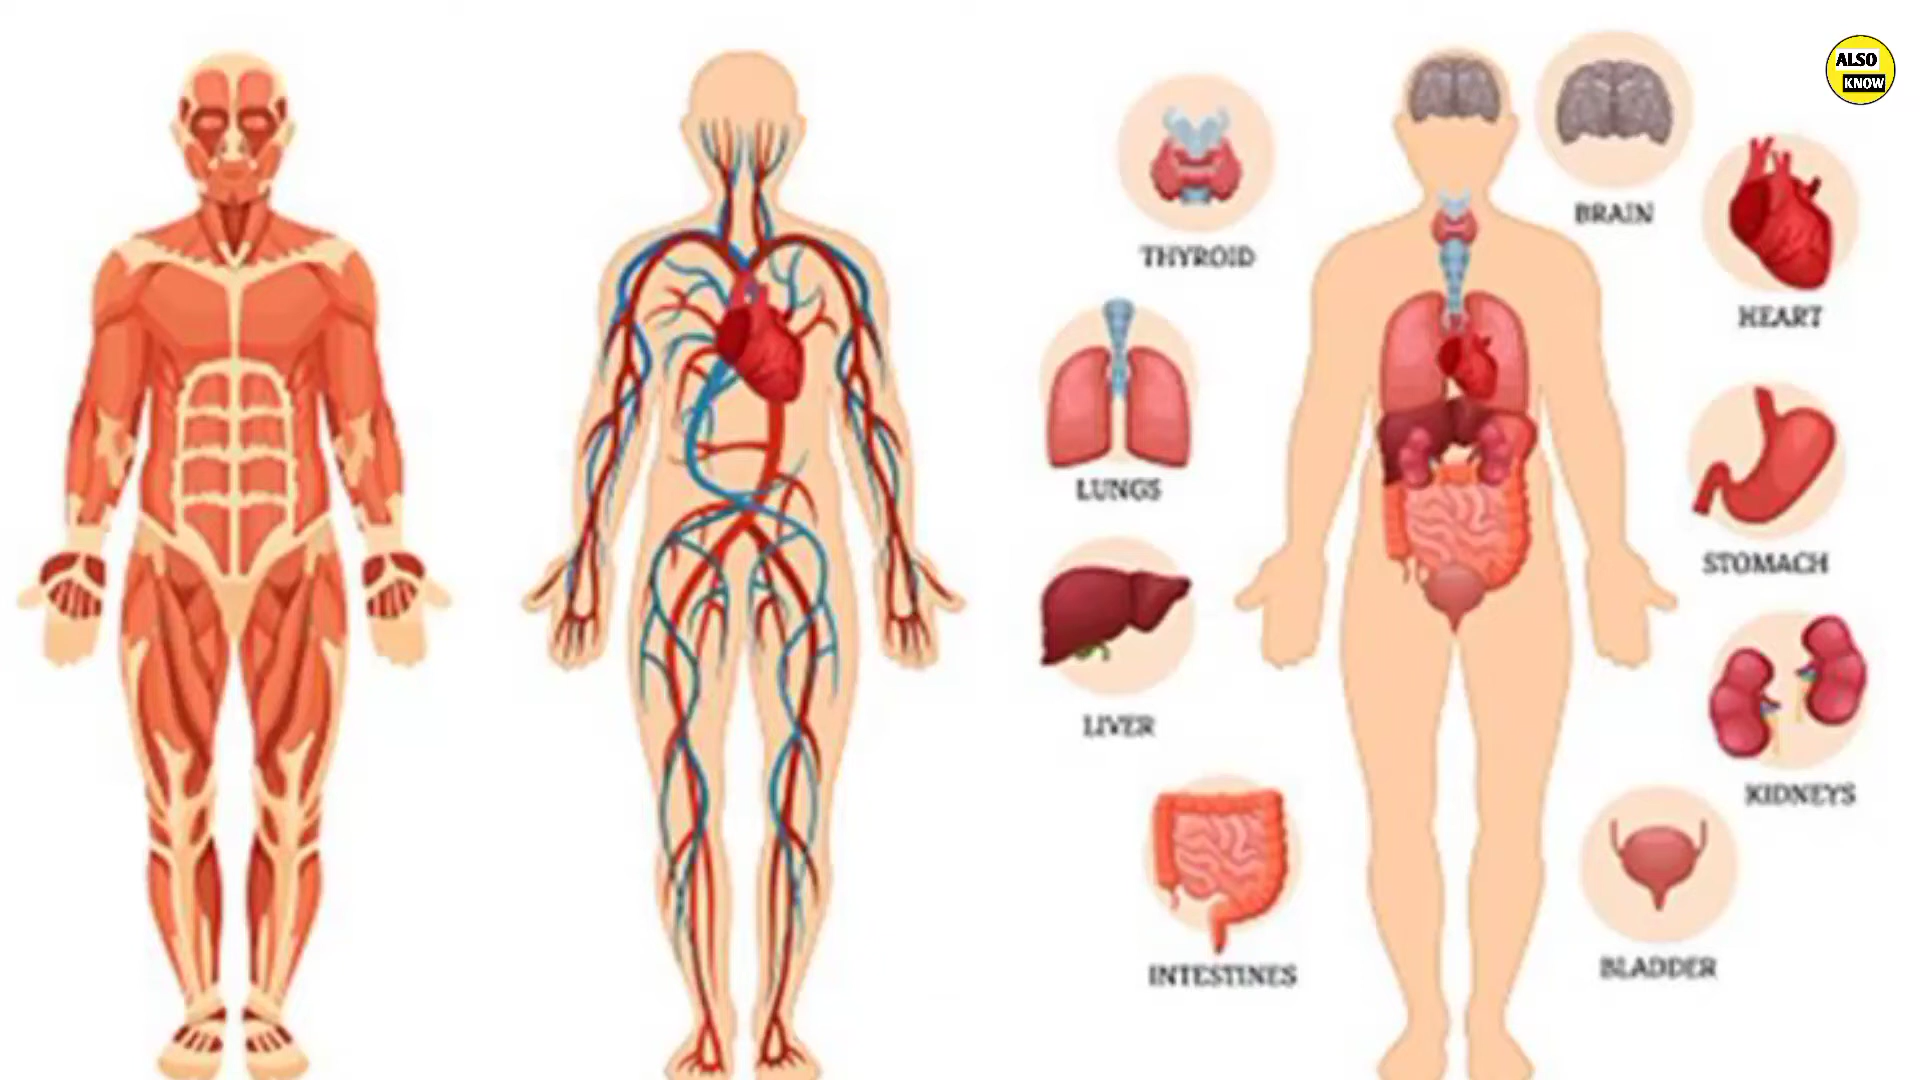 ALSO
KNOW
BRAIN
THYROID
HEART
LUNGS
STOMACH
LIVER
KIDNEYS
INTESTINES
BLADDER